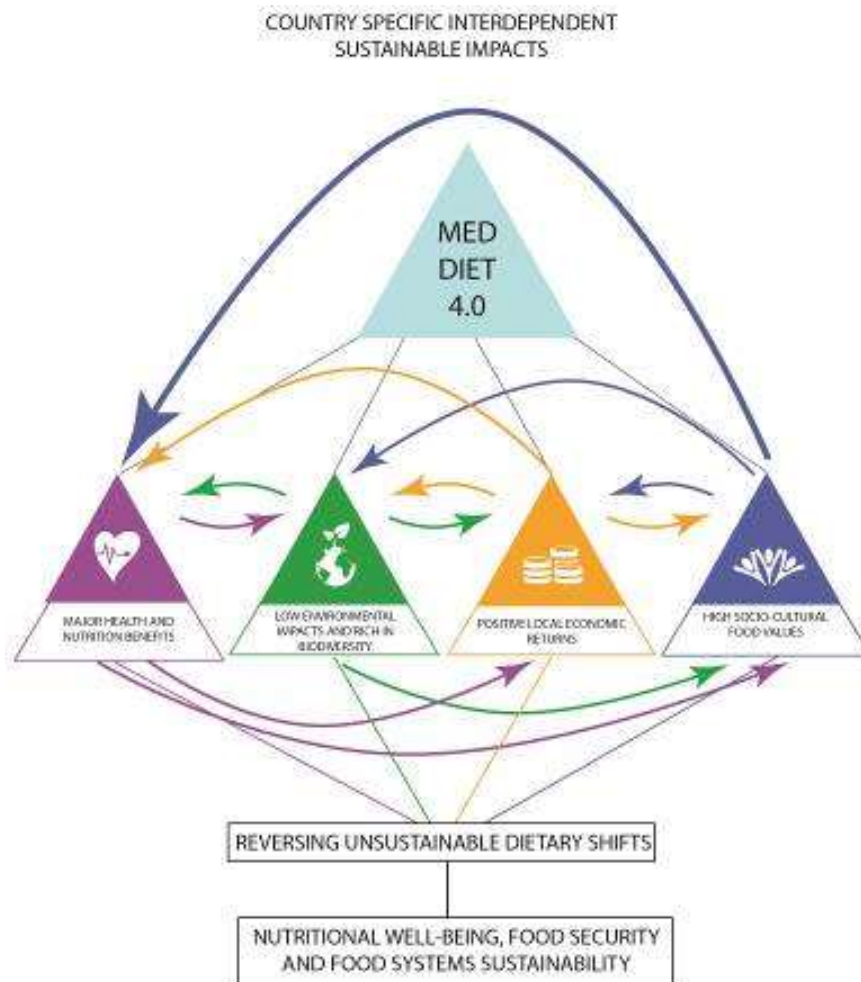 COUNTRY SPECIFIC INTERDEPENDENT
SUSTAINABLE IMPACTS
MED
DIET
4.0
MAJOR HEALTH AND
NUTRITION BENEFITS
LOW ENVIRONMENTAL
IMPACTS AND RICH IN
BIODIVERSITY.
POSITIVE LOCAL ECONOMIC
RETURNS
HIGH SOCIO-CULTURAL
FOOD VALUES
REVERSING UNSUSTAINABLE DIETARY SHIFTS
NUTRITIONAL WELL-BEING, FOOD SECURITY
AND FOOD SYSTEMS SUSTAINABILITY